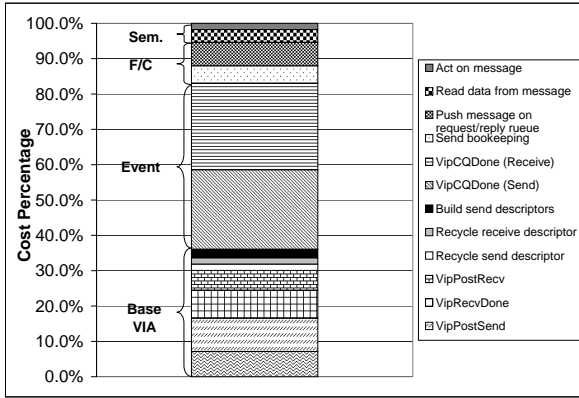 100.0%
90.0%
80.0%
70.0%
60.0%
50.0%
40.0%
30.0%
20.0%
10.0%
0.0%
Cost Percentage
Sem.
F/C
Event
Base
VIA
Act on message
Read data from message
Push message on
request/reply rueue
Send bookeeping
VipCQDone (Receive)
VipCQDone (Send)
Build send descriptors
Recycle receive descriptor
Recycle send descriptor
VipPostRecv
VipRecvDone
VipPostSend